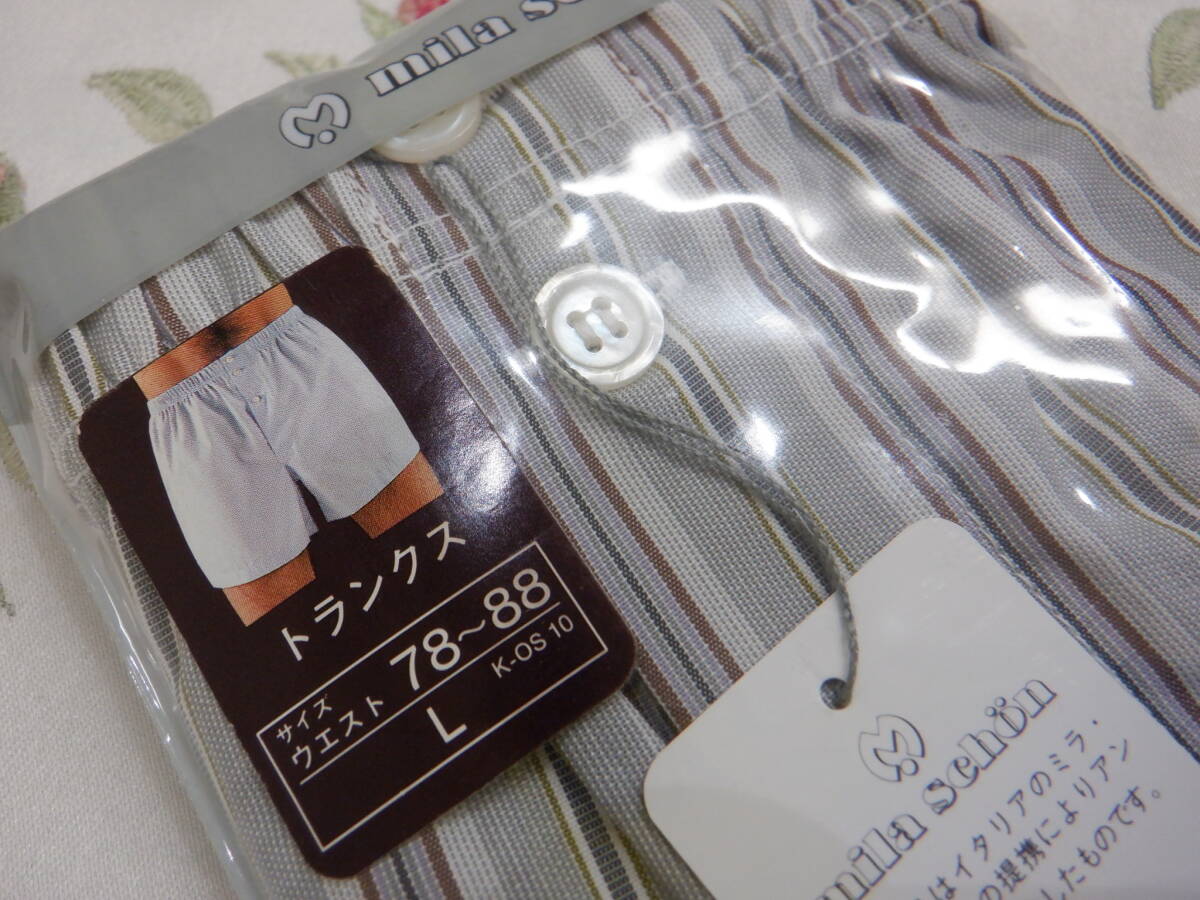 mila
トランクス
サイズ
ウエスト 78～88
L
K-OS 10
mila schön
はイタリアのミラ・
の提携によりアン
したものです。